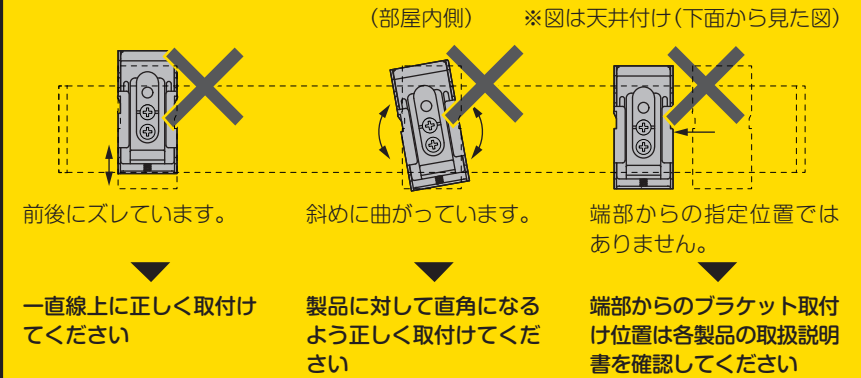 (部屋内側) ※図は天井付け(下面から見た図)
前後にズレています。
一直線上に正しく取付け
てください
斜めに曲がっています。
製品に対して直角になる
よう正しく取付けてくだ
さい
端部からの指定位置では
ありません。
端部からのブラケット取付
け位置は各製品の取扱説明
書を確認してください